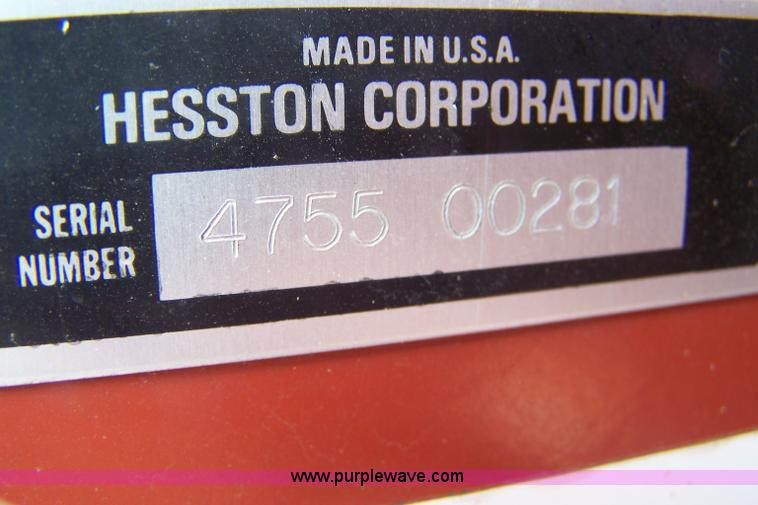 MADE IN U.S.A.
HESSTON CORPORATION
SERIAL NUMBER
4755 00281
www.purplewave.com